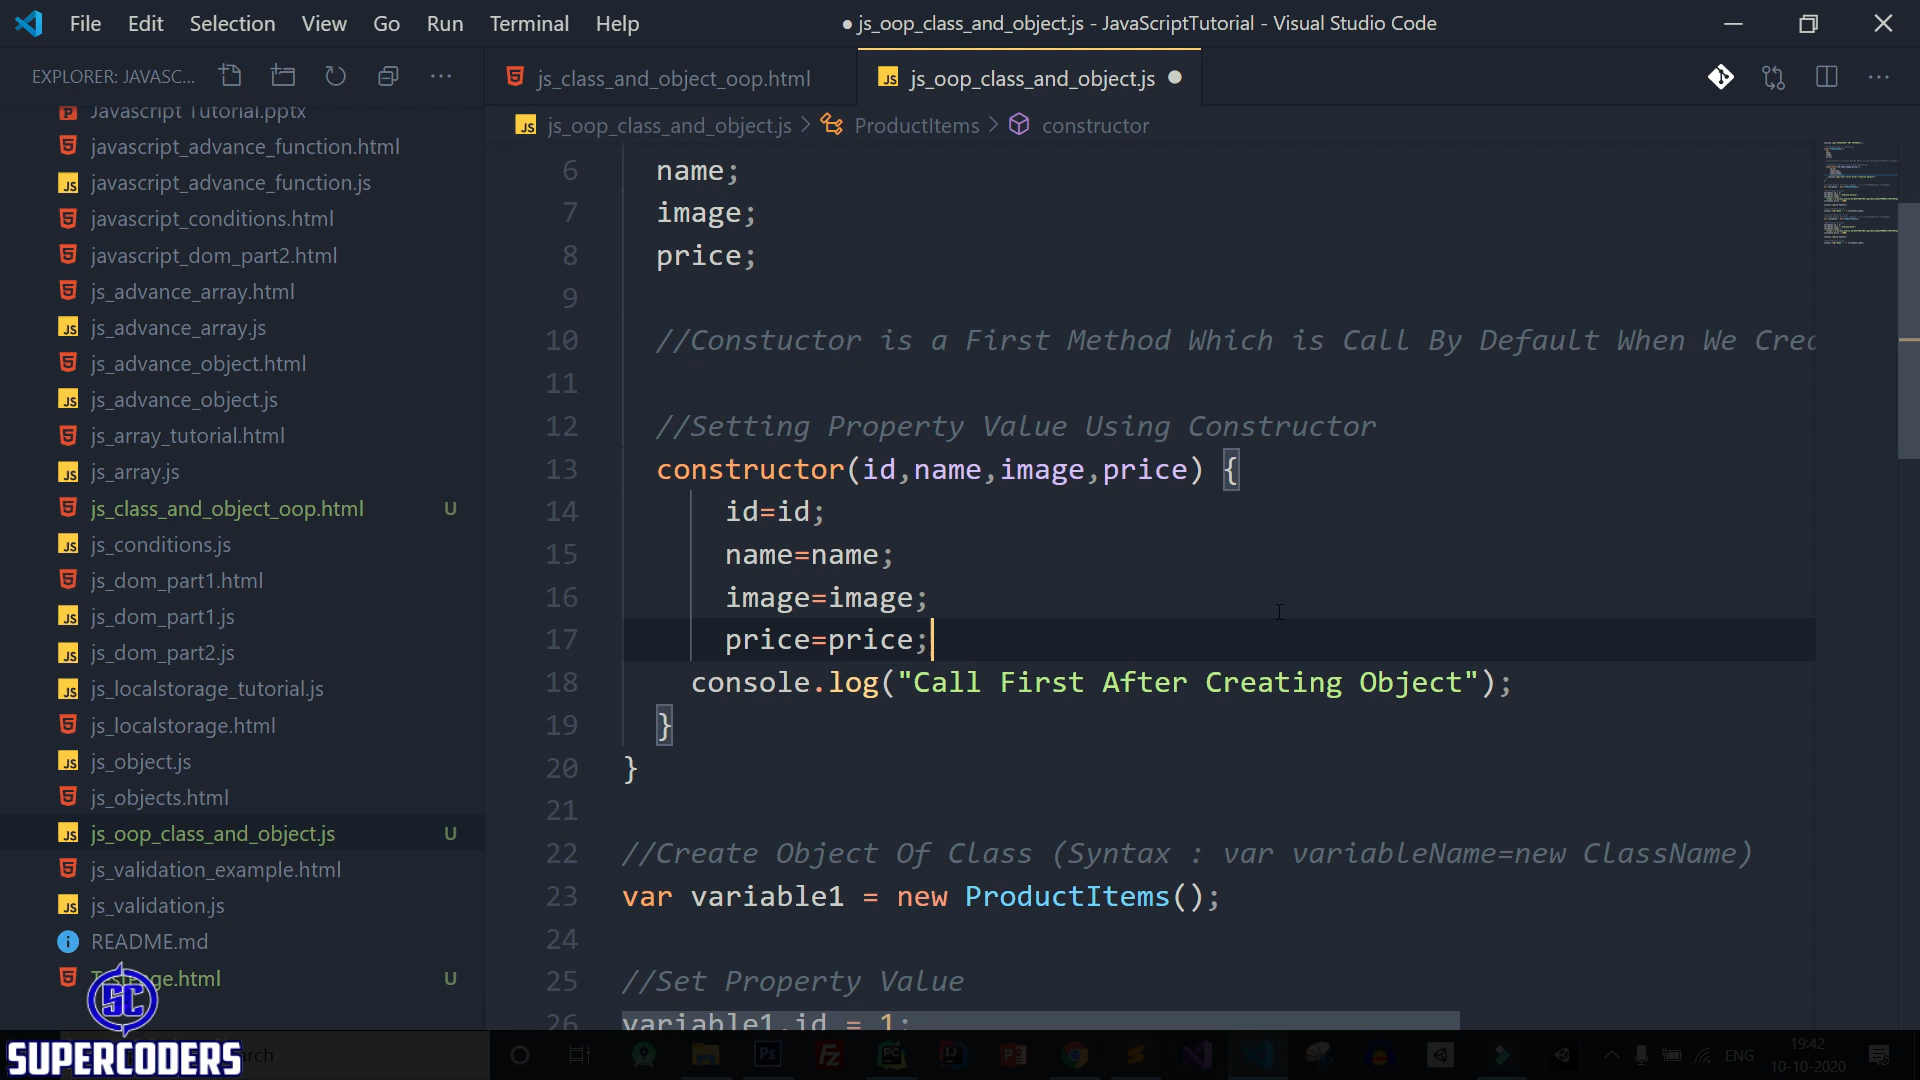 File Edit Selection View Go Run Terminal Help
● js_oop_class_and_object.js - JavaScriptTutorial - Visual Studio Code
EXPLORER: JAVASC...
js_class_and_object_oop.html
js_oop_class_and_object.js
js_oop_class_and_object.js > ProductItems > constructor
Javascript Tutorial.pptx
javascript_advance_function.html
javascript_advance_function.js
javascript_conditions.html
javascript_dom_part2.html
js_advance_array.html
js_advance_array.js
js_advance_object.html
js_advance_object.js
js_array_tutorial.html
js_array.js
js_class_and_object_oop.html U
js_conditions.js
js_dom_part1.html
js_dom_part1.js
js_dom_part2.js
js_localstorage_tutorial.js
js_localstorage.html
js_object.js
js_objects.html
js_oop_class_and_object.js U
js_validation_example.html
js_validation.js
README.md
ge.html U
6 name;
7 image;
8 price;
9
10 //Constuctor is a First Method Which is Call By Default When We Crea
11
12 //Setting Property Value Using Constructor
13 constructor(id,name,image,price) {
14 id=id;
15 name=name;
16 image=image;
17 price=price;
18 console.log("Call First After Creating Object");
19 }
20 }
21
22 //Create Object Of Class (Syntax : var variableName=new ClassName)
23 var variable1 = new ProductItems();
24
25 //Set Property Value
26 variable1.id = 1;
SC
SUPERCODERS
ENG
19:42
10-10-2020